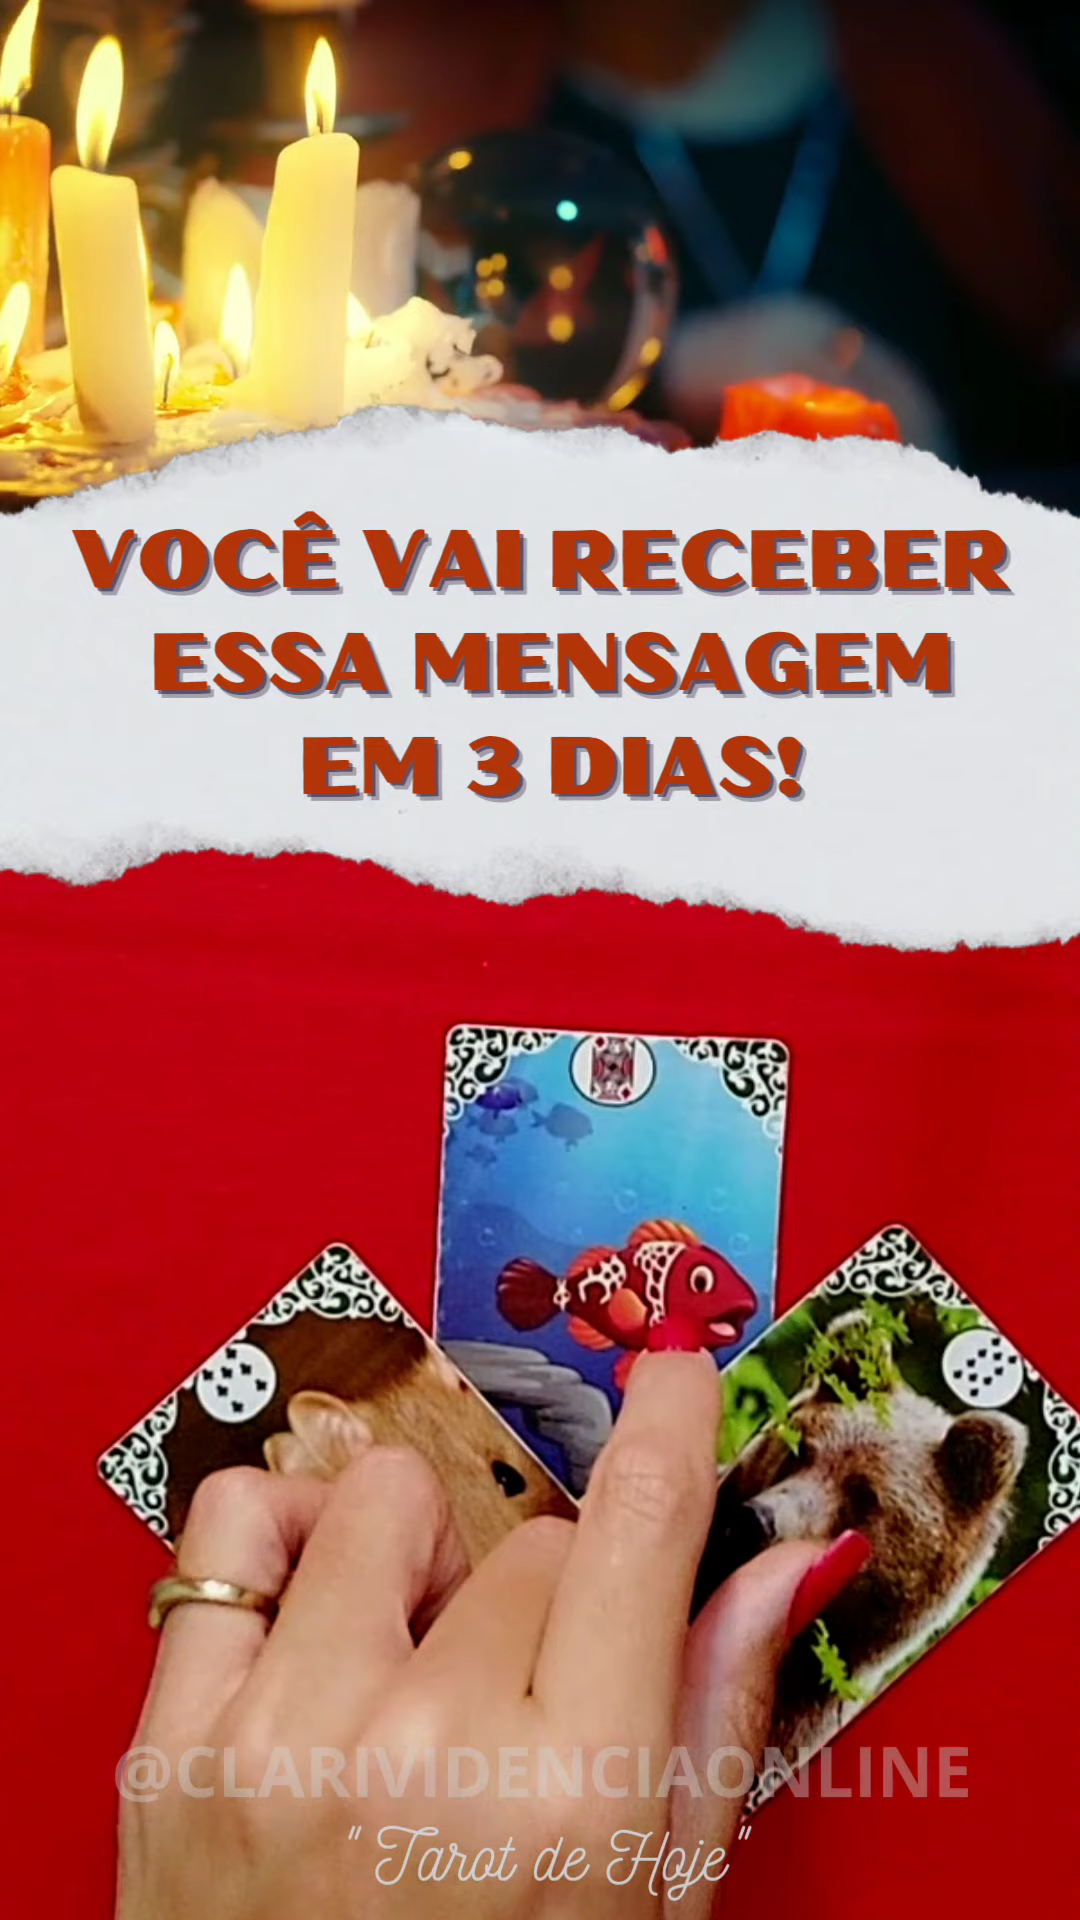 VOCÊ VAI RECEBER
ESSA MENSAGEM
EM 3 DIAS!
@CLARIVIDENCIAONLINE
"Tarot de Hoje"